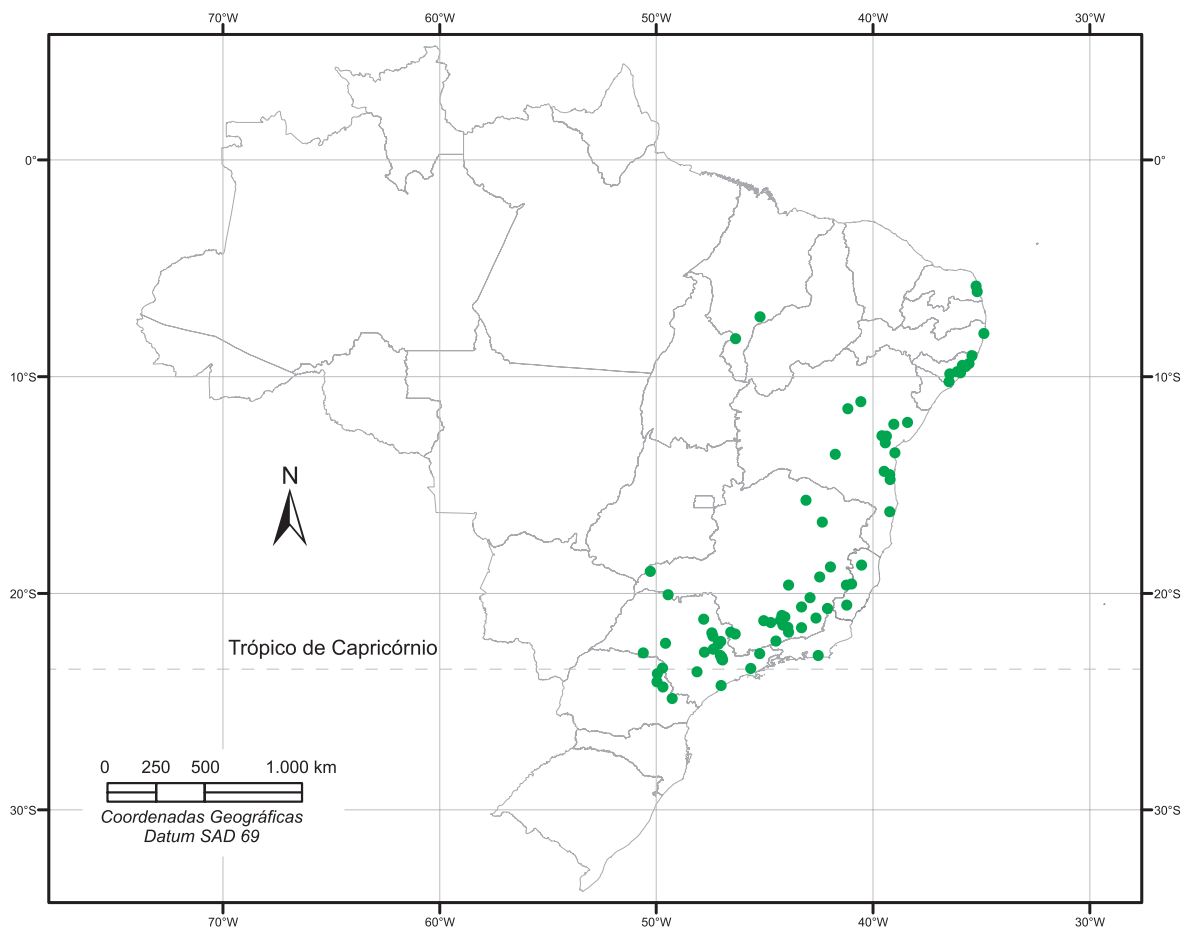 70°W 60°W 50°W 40°W 30°W
0° 0°
10°S 10°S
N
20°S 20°S
Trópico de Capricórnio
0 250 500 1.000 km
30°S 30°S
Coordenadas Geográficas
Datum SAD 69
70°W 60°W 50°W 40°W 30°W